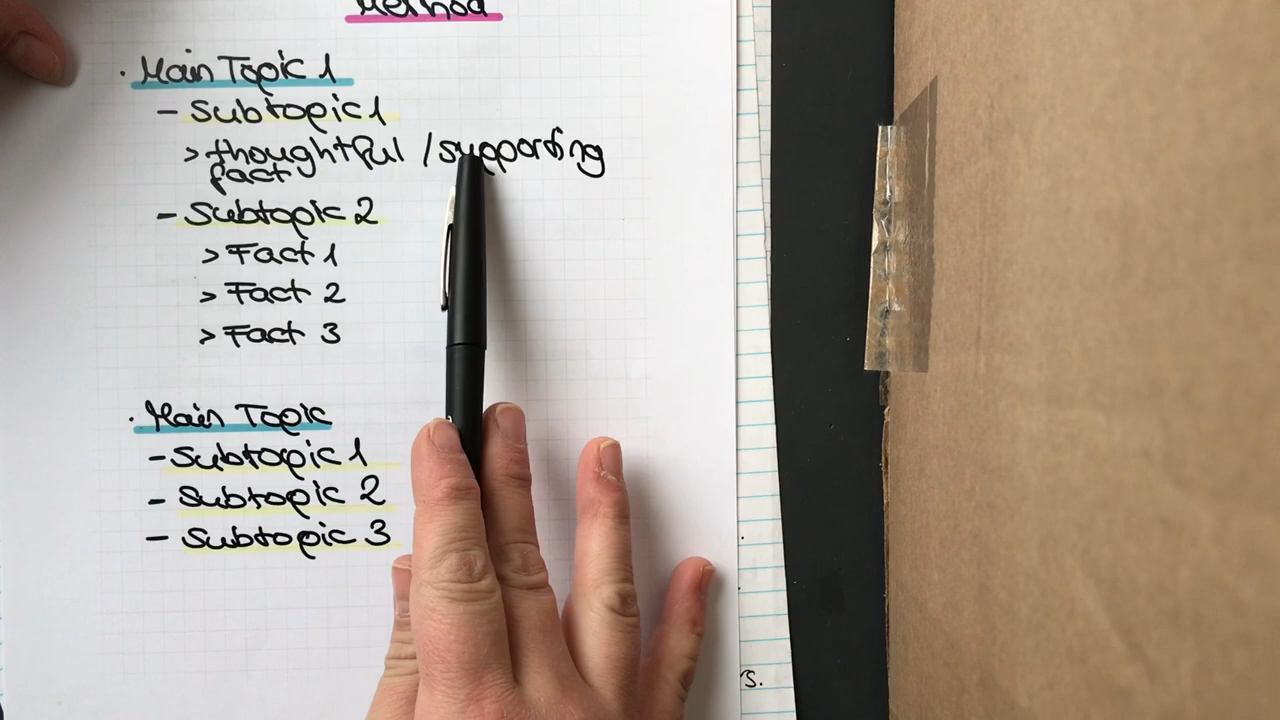 Method
· Main Topic 1
- Subtopic 1
> thoughtful / supporting
fact
- Subtopic 2
> Fact 1
> Fact 2
> Fact 3
· Main Topic
- Subtopic 1
- Subtopic 2
- Subtopic 3
s.